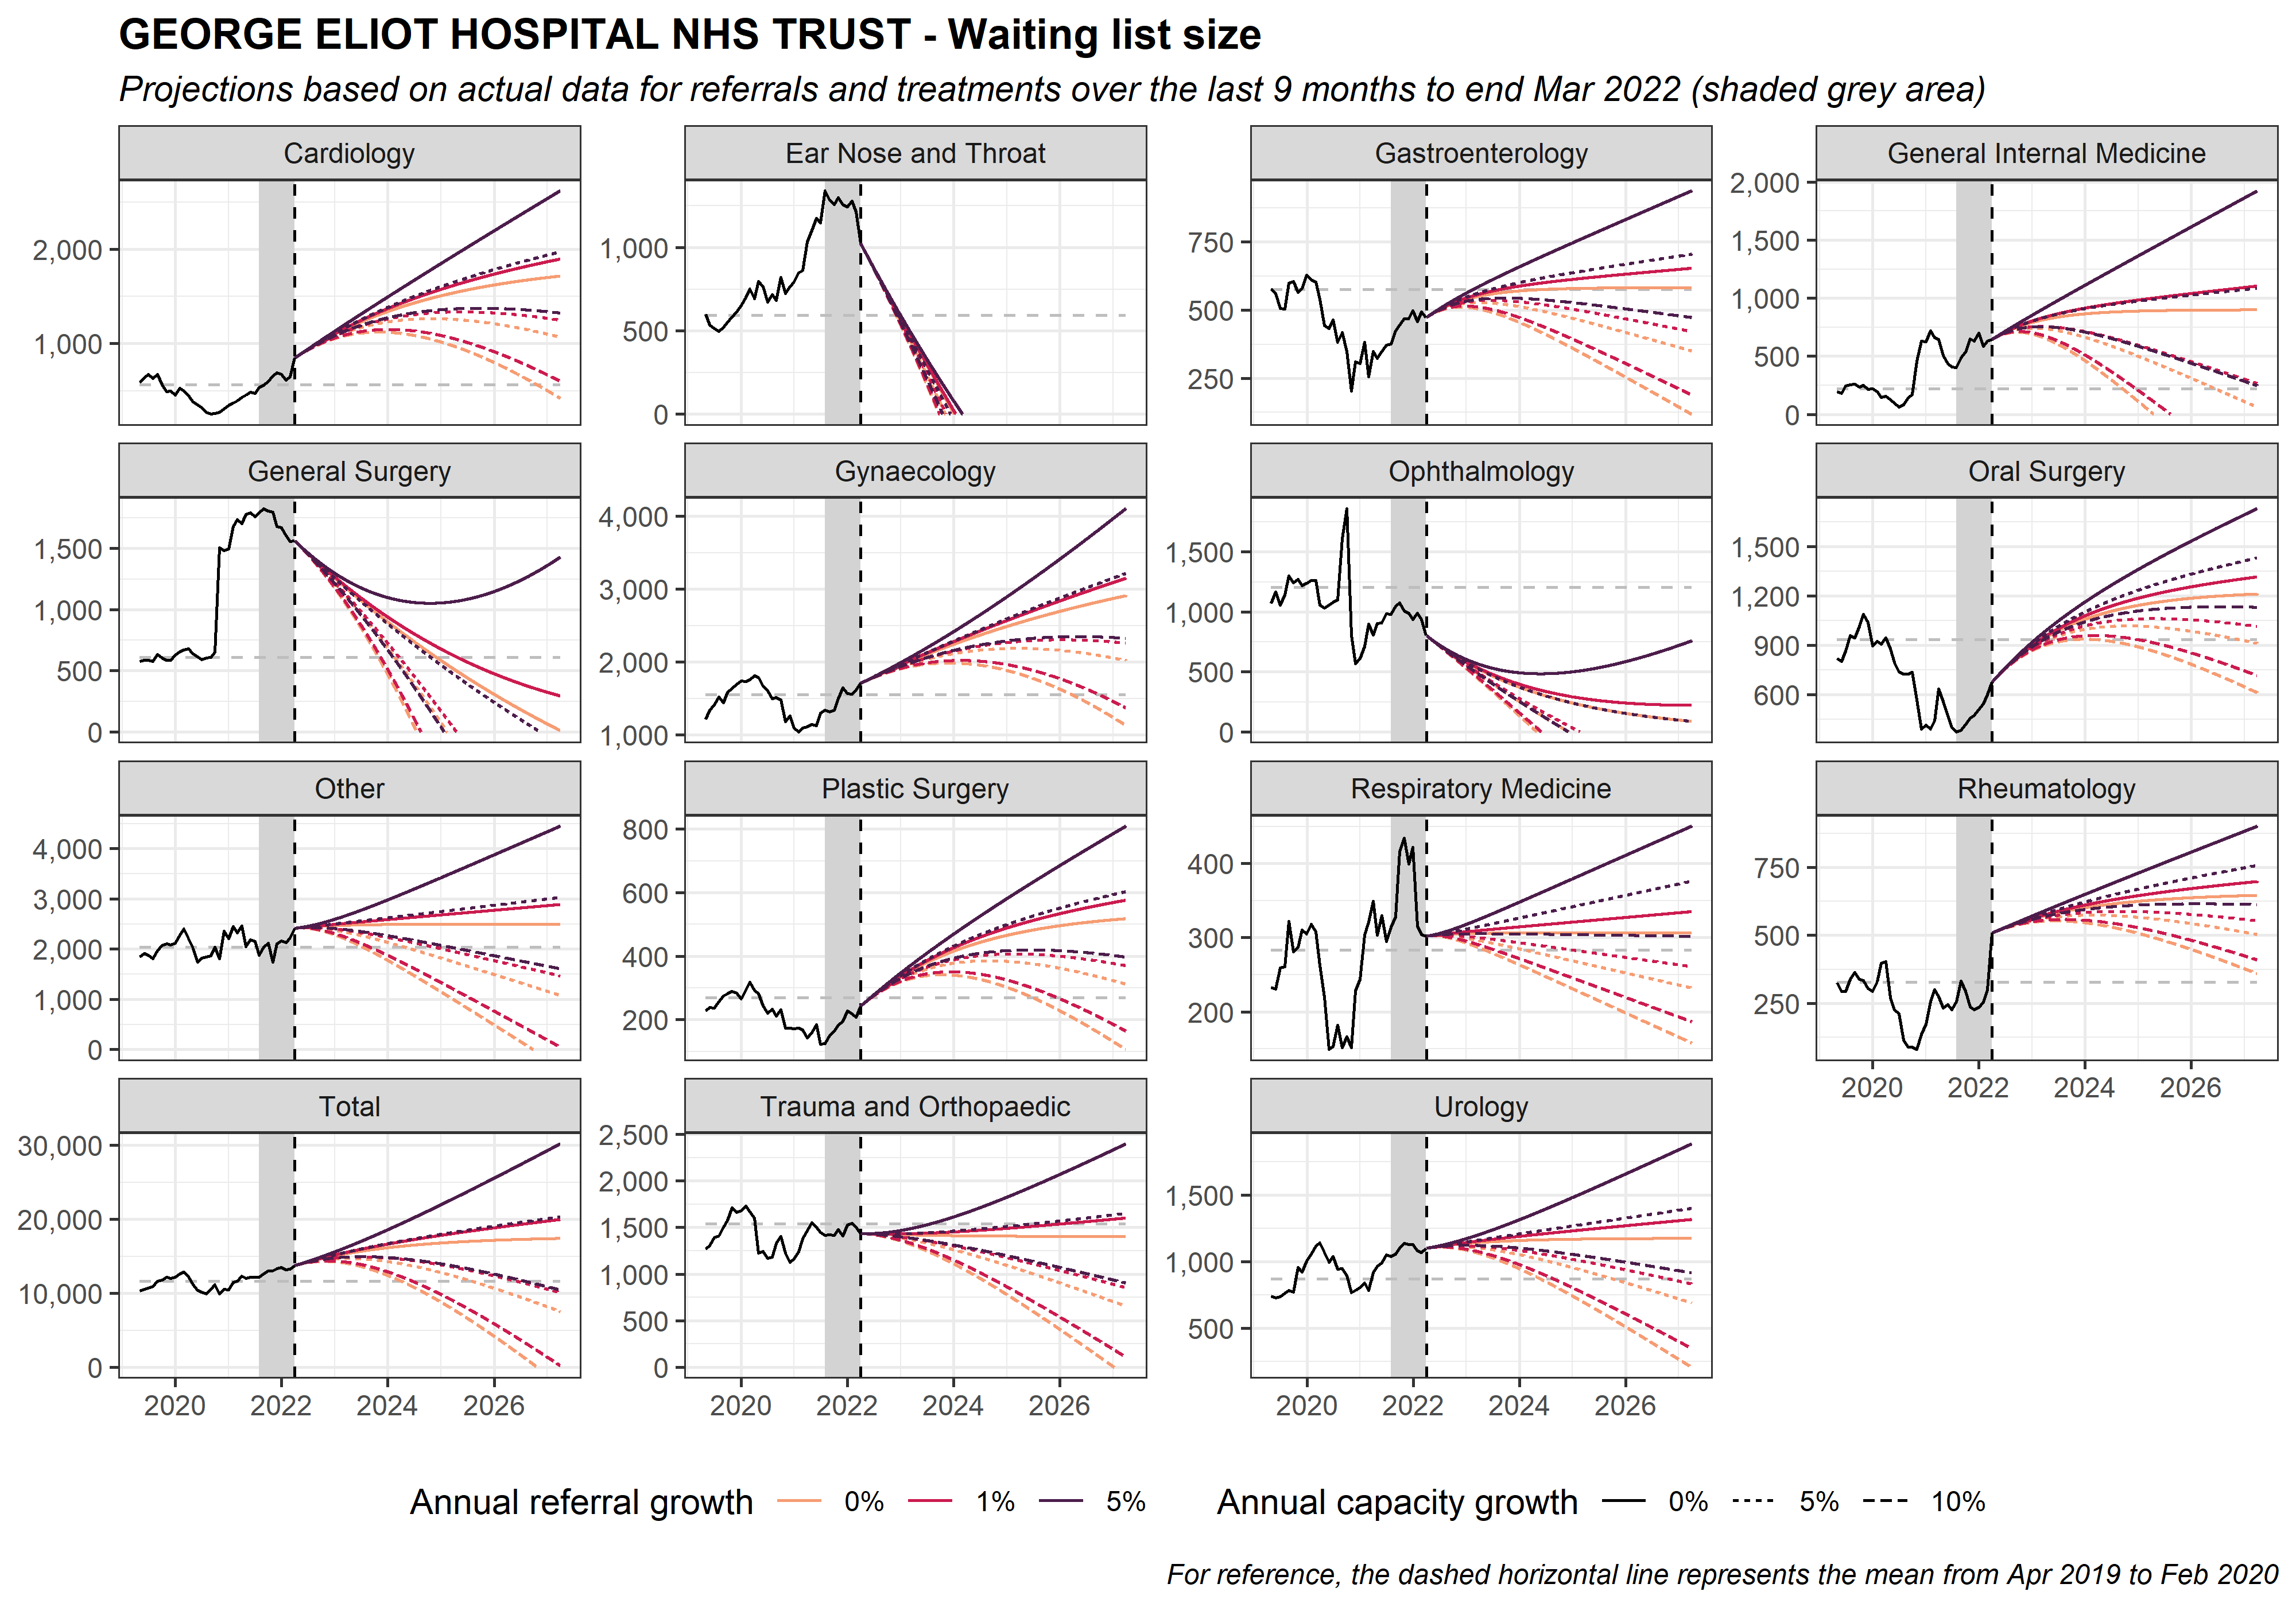 GEORGE ELIOT HOSPITAL NHS TRUST - Waiting list size
Projections based on actual data for referrals and treatments over the last 9 months to end Mar 2022 (shaded grey area)
Cardiology
2,000
1,000
Ear Nose and Throat
1,000
500
0
Gastroenterology
750
500
250
General Internal Medicine
2,000
1,500
1,000
500
0
General Surgery
1,500
1,000
500
0
Gynaecology
4,000
3,000
2,000
1,000
Ophthalmology
1,500
1,000
500
0
Oral Surgery
1,500
1,200
900
600
Other
4,000
3,000
2,000
1,000
0
Plastic Surgery
800
600
400
200
Respiratory Medicine
400
300
200
Rheumatology
750
500
250
2020 2022 2024 2026
Total
30,000
20,000
10,000
0
2020 2022 2024 2026
Trauma and Orthopaedic
2,500
2,000
1,500
1,000
500
0
2020 2022 2024 2026
Urology
1,500
1,000
500
2020 2022 2024 2026
Annual referral growth 0% 1% 5% Annual capacity growth 0% 5% 10%
For reference, the dashed horizontal line represents the mean from Apr 2019 to Feb 2020